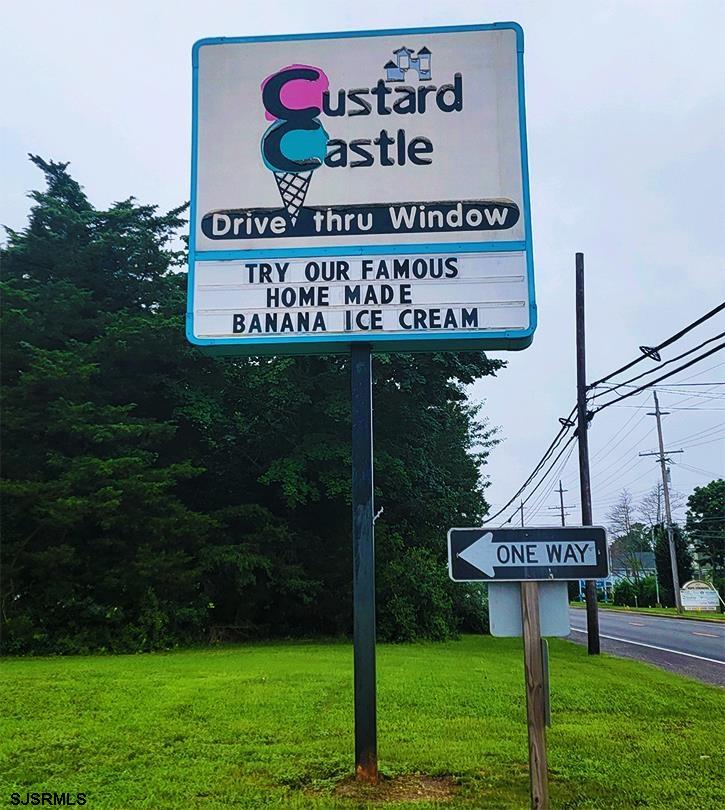 Custard
Castle
Drive thru Window
TRY OUR FAMOUS
HOME MADE
BANANA ICE CREAM
ONE WAY
SJSRMLS